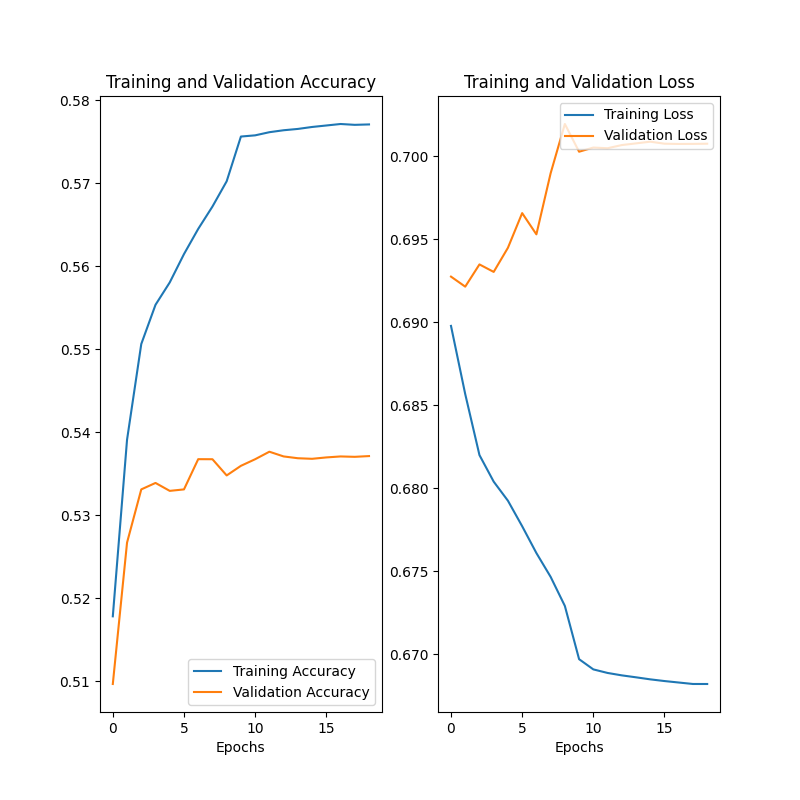 Training and Validation Accuracy
0.58
0.57
0.56
0.55
0.54
0.53
0.52
0.51
Training Accuracy
Validation Accuracy
0 5 10 15
Epochs
Training and Validation Loss
Training Loss
Validation Loss
0.700
0.695
0.690
0.685
0.680
0.675
0.670
0 5 10 15
Epochs